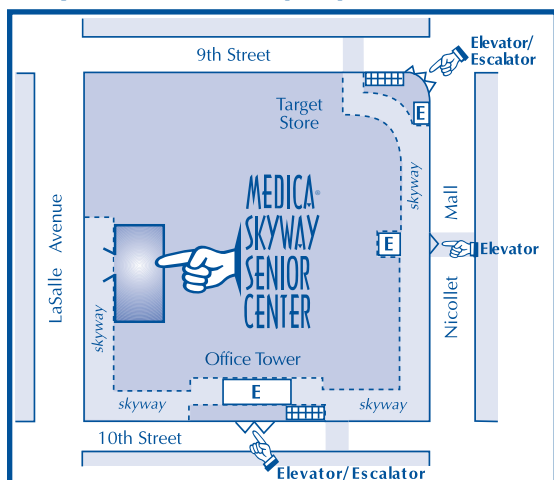 9th Street
Elevator/
Escalator
Target
Store
E
MEDICA®
SKYWAY
SENIOR
CENTER
skyway
Mall
Nicollet
E
Elevator
LaSalle Avenue
skyway
Office Tower
E
skyway
skyway
10th Street
Elevator/Escalator